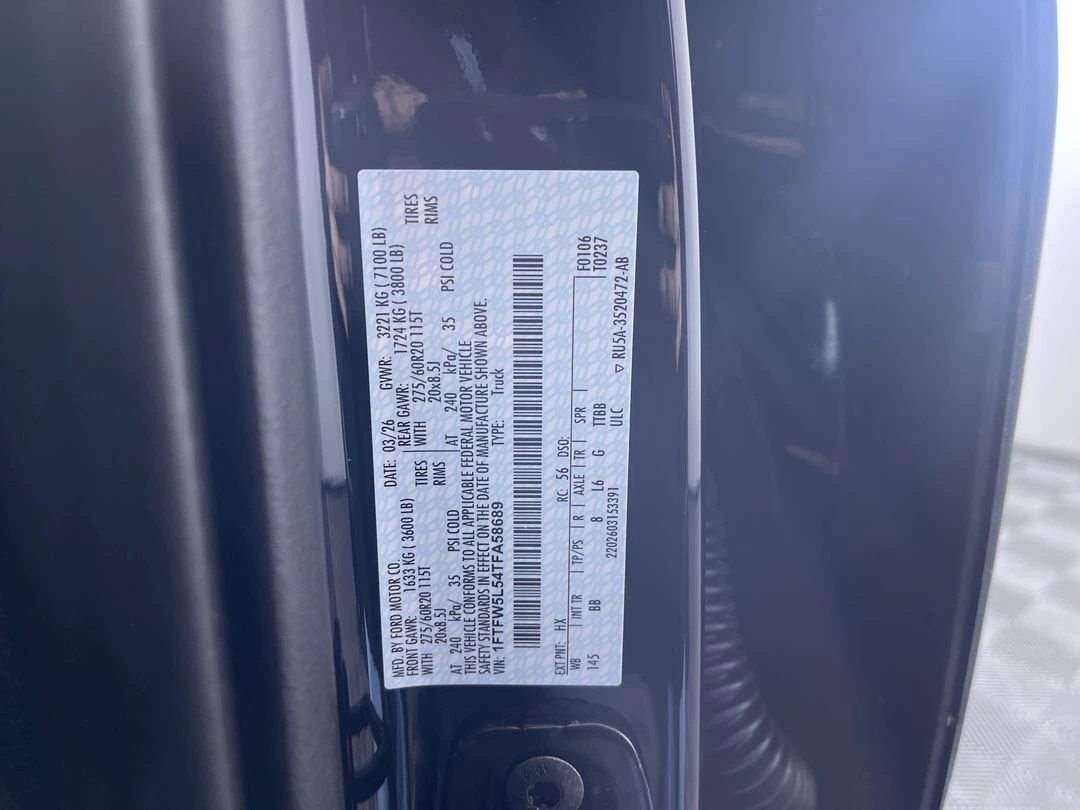 MFD. BY FORD MOTOR CO.
DATE: 03/26 GVWR: 3221 KG ( 7100 LB)
FRONT GAWR: 1633 KG ( 3600 LB)
REAR GAWR: 1724 KG ( 3800 LB)
WITH 275/60R20 115T TIRES
WITH 275/60R20 115T TIRES
20x8.5J RIMS
20x8.5J RIMS
AT 240 kPa/ 35 PSI COLD
AT 240 kPa/ 35 PSI COLD
THIS VEHICLE CONFORMS TO ALL APPLICABLE FEDERAL MOTOR VEHICLE
SAFETY STANDARDS IN EFFECT ON THE DATE OF MANUFACTURE SHOWN ABOVE.
VIN: 1FTFW5L54TFA58689 TYPE: Truck
EXT PNT: HX RC: 56 DSO: F0106
WB INT TR TP/PS R AXLE TR SPR T0237
145 BB 8 L6 G TTBB
2202603153391 ULC ▽ RU5A-3520472-AB